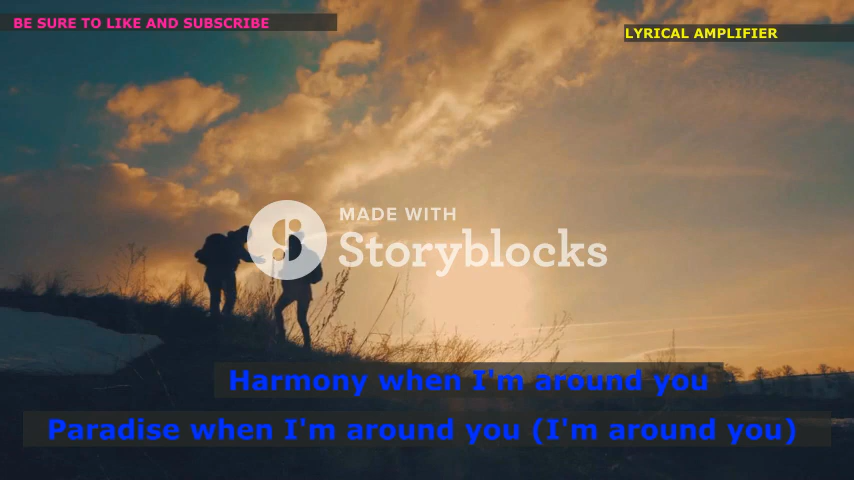 BE SURE TO LIKE AND SUBSCRIBE
LYRICAL AMPLIFIER
MADE WITH
Storyblocks
Harmony when I'm around you
Paradise when I'm around you (I'm around you)